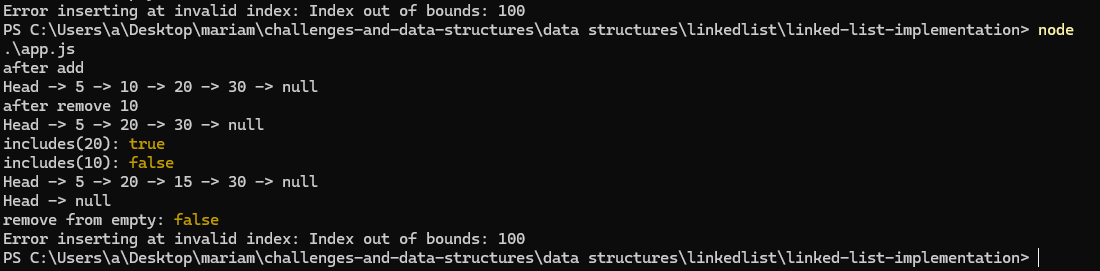 Error inserting at invalid index: Index out of bounds: 100
PS C:\Users\a\Desktop\mariam\challenges-and-data-structures\data structures\linkedlist\linked-list-implementation> node
.\app.js
after add
Head -> 5 -> 10 -> 20 -> 30 -> null
after remove 10
Head -> 5 -> 20 -> 30 -> null
includes(20): true
includes(10): false
Head -> 5 -> 20 -> 15 -> 30 -> null
Head -> null
remove from empty: false
Error inserting at invalid index: Index out of bounds: 100
PS C:\Users\a\Desktop\mariam\challenges-and-data-structures\data structures\linkedlist\linked-list-implementation>